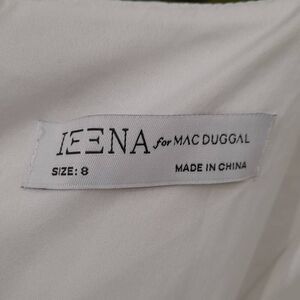 IEENA for MAC DUGGAL
SIZE: 8 MADE IN CHINA